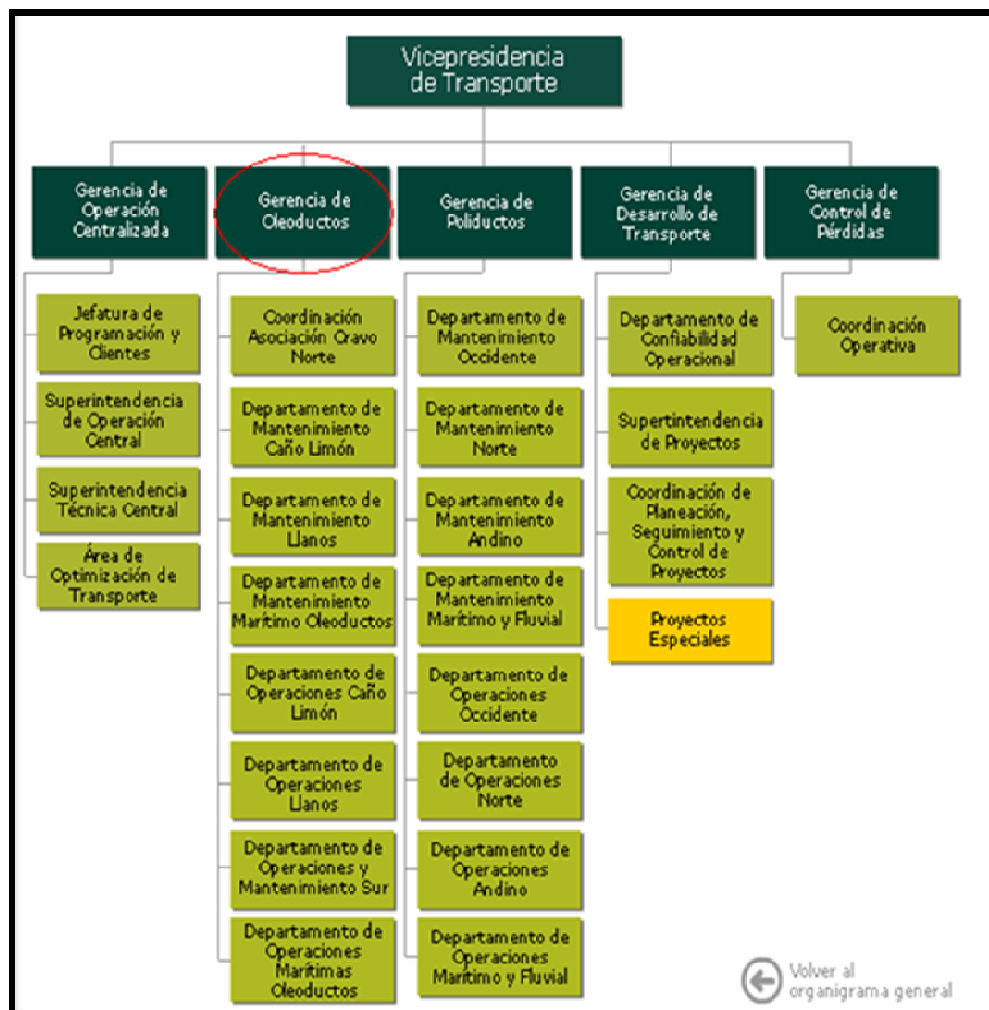 Vicepresidencia
de Transporte
Gerencia de
Operación
Centralizada
Gerencia de
Oleoductos
Gerencia de
Poliductos
Gerencia de
Desarrollo de
Transporte
Gerencia de
Control de
Pérdidas
Jefatura de
Programación y
Clientes
Superintendencia
de Operación
Central
Superintendencia
Técnica Central
Área de
Optimización de
Transporte
Coordinación
Asociación Cravo
Norte
Departamento de
Mantenimiento
Caño Limón
Departamento de
Mantenimiento
Llanos
Departamento de
Mantenimiento
Marítimo Oleoductos
Departamento de
Operaciones Caño
Limón
Departamento de
Operaciones
Llanos
Departamento de
Operaciones y
Mantenimiento Sur
Departamento de
Operaciones
Marítimas
Oleoductos
Departamento de
Mantenimiento
Occidente
Departamento de
Mantenimiento
Norte
Departamento de
Mantenimiento
Andino
Departamento de
Mantenimiento
Marítimo y Fluvial
Departamento de
Operaciones
Occidente
Departamento
de Operaciones
Norte
Departamento de
Operaciones
Andino
Departamento de
Operaciones
Marítimo y Fluvial
Departamento de
Confiabilidad
Operacional
Supertintendencia
de Proyectos
Coordinación de
Planeación,
Seguimiento y
Control de
Proyectos
Proyectos
Especiales
Coordinación
Operativa
Volver al
organigrama general